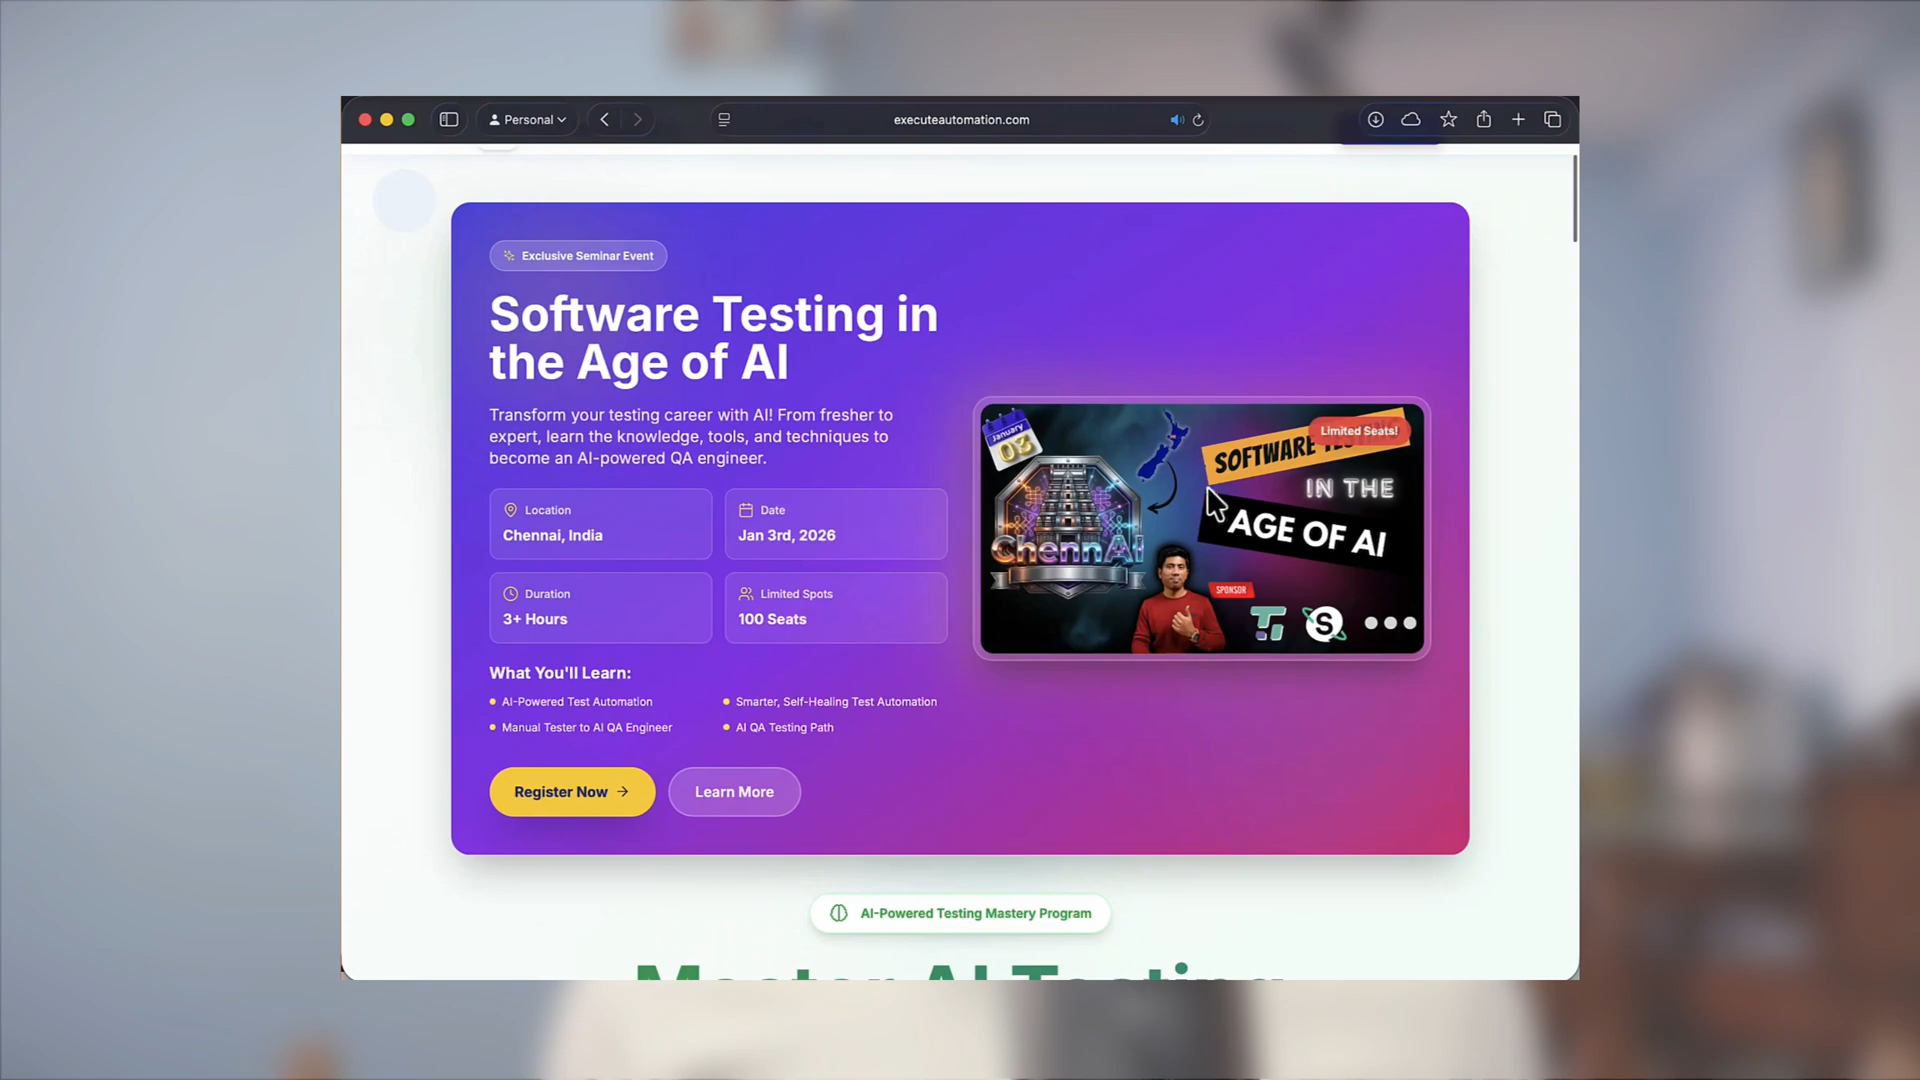 Personal
executeautomation.com
Exclusive Seminar Event
Software Testing in
the Age of AI
Transform your testing career with AI! From fresher to
expert, learn the knowledge, tools, and techniques to
become an AI-powered QA engineer.
Location
Chennai, India
Date
Jan 3rd, 2026
Duration
3+ Hours
Limited Spots
100 Seats
What You'll Learn:
AI-Powered Test Automation
Smarter, Self-Healing Test Automation
Manual Tester to AI QA Engineer
AI QA Testing Path
Register Now
Learn More
January
03
ChennAI
Limited Seats!
SOFTWARE
IN THE
AGE OF AI
SPONSOR
S
AI-Powered Testing Mastery Program
Master AI Testing